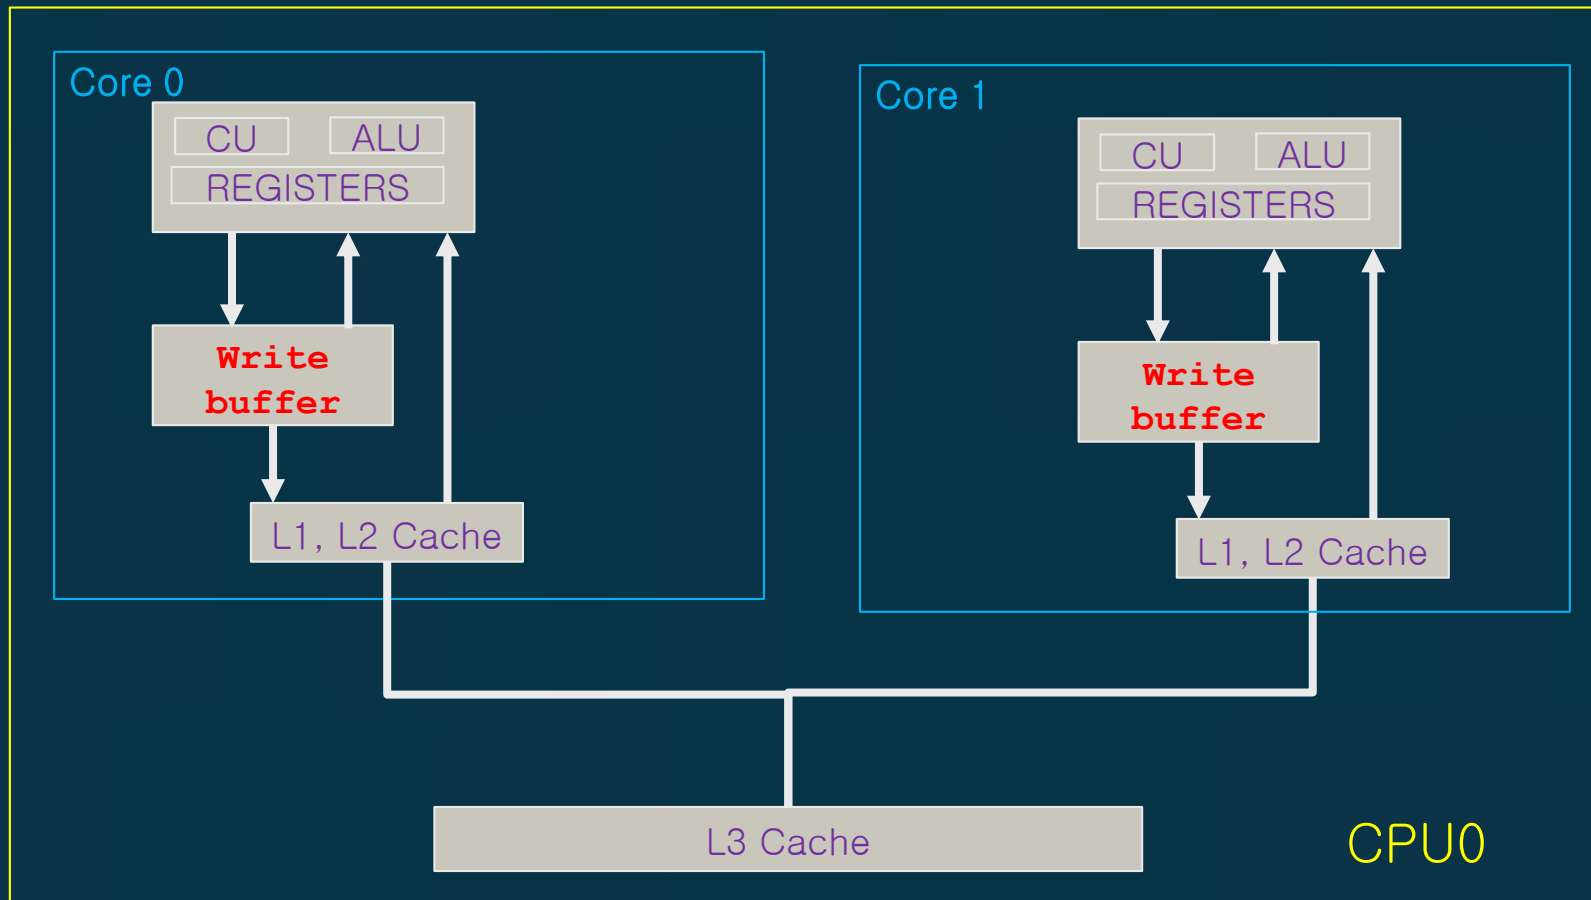 Core 0
CU
ALU
REGISTERS
Write
buffer
L1, L2 Cache
Core 1
CU
ALU
REGISTERS
Write
buffer
L1, L2 Cache
L3 Cache
CPU0